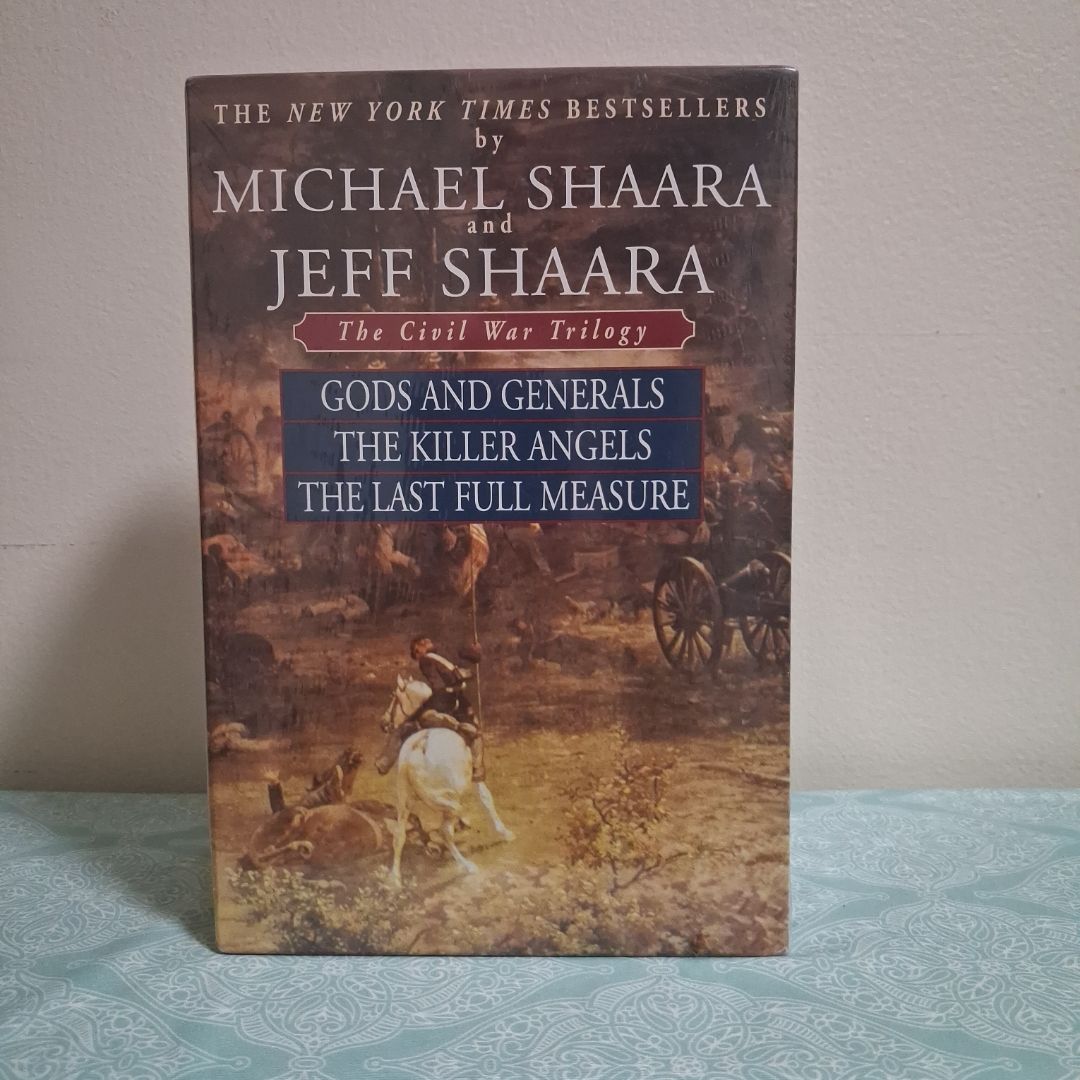 THE NEW YORK TIMES BESTSELLERS
by
MICHAEL SHAARA
and
JEFF SHAARA
The Civil War Trilogy
GODS AND GENERALS
THE KILLER ANGELS
THE LAST FULL MEASURE